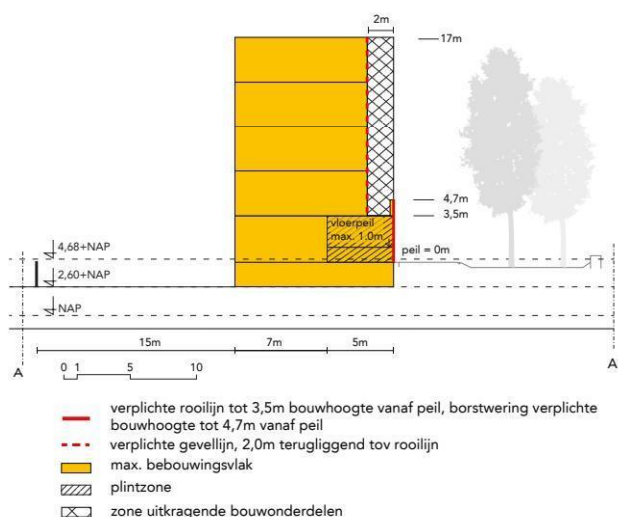 2m
17m
4,7m
3,5m
vloerpeil
max. 1.0m
peil = 0m
4,68+NAP
2,60+NAP
NAP
15m 7m 5m
A A
0 1 5 10
verplichte rooilijn tot 3,5m bouwhoogte vanaf peil, borstwering verplichte
bouwhoogte tot 4,7m vanaf peil
verplichte gevellijn, 2,0m terugliggend tov rooilijn
max. bebouwingsvlak
plintzone
zone uitkragende bouwonderdelen